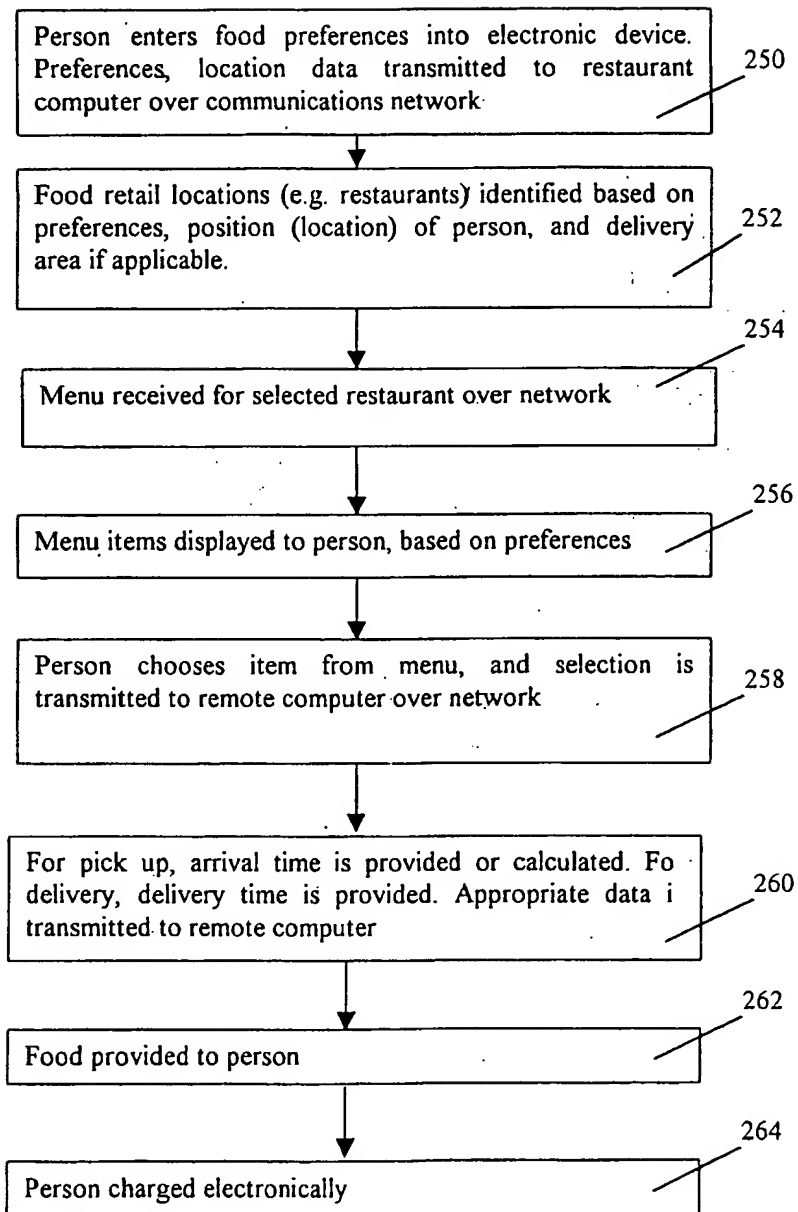 Person enters food preferences into electronic device.
Preferences, location data transmitted to restaurant
computer over communications network
250
Food retail locations (e.g. restaurants) identified based on
preferences, position (location) of person, and delivery
area if applicable.
252
254
Menu received for selected restaurant over network
256
Menu items displayed to person, based on preferences
Person chooses item from menu, and selection is
transmitted to remote computer over network
258
For pick up, arrival time is provided or calculated. Fo
delivery, delivery time is provided. Appropriate data i
transmitted to remote computer
260
262
Food provided to person
264
Person charged electronically